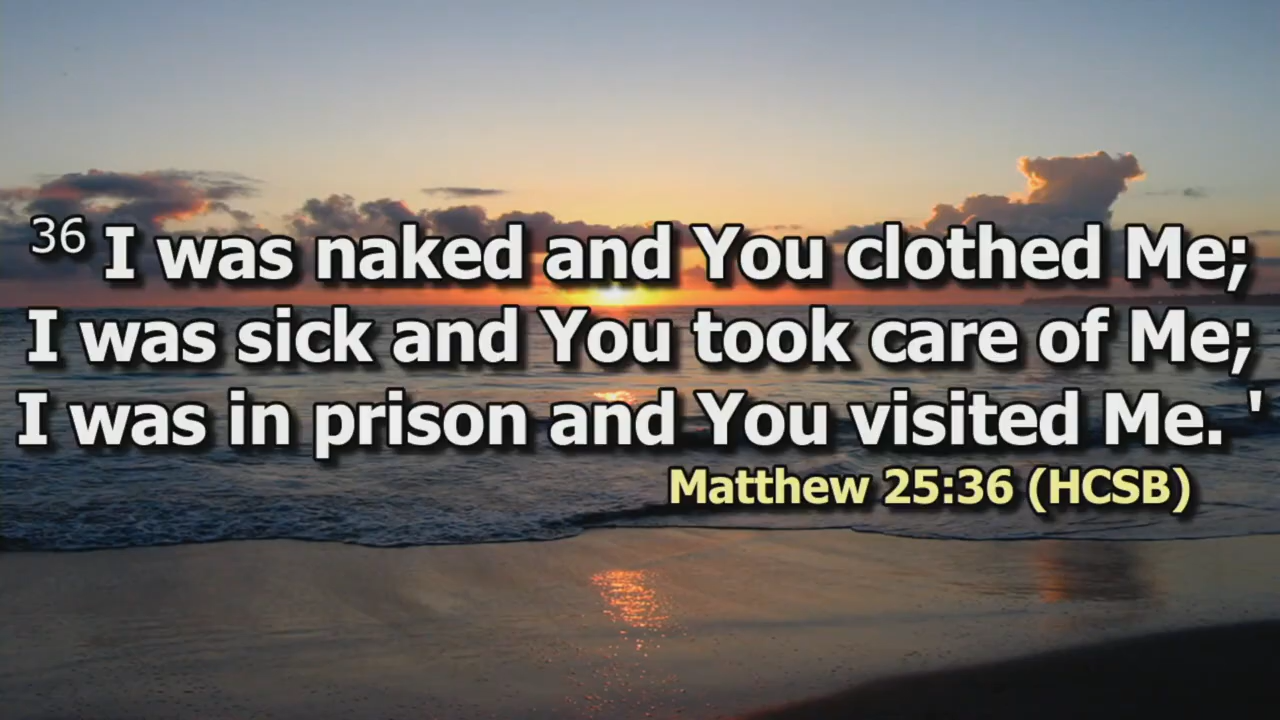 36 I was naked and You clothed Me;
I was sick and You took care of Me;
I was in prison and You visited Me. '
Matthew 25:36 (HCSB)